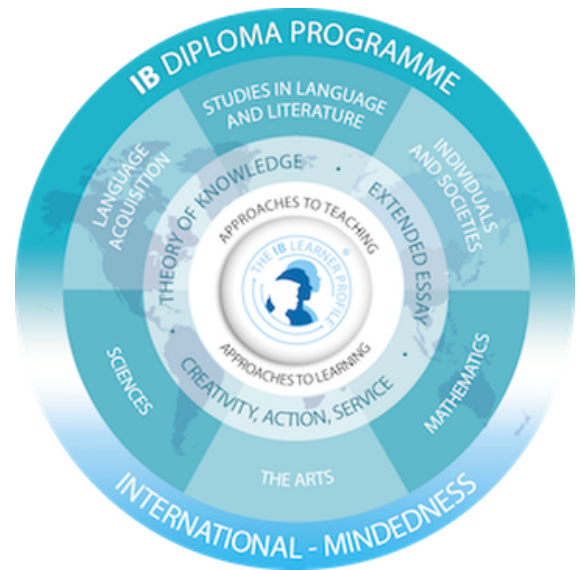 IB DIPLOMA PROGRAMME
STUDIES IN LANGUAGE
AND LITERATURE
LANGUAGE
ACQUISITION
INDIVIDUALS
AND SOCIETIES
THEORY OF KNOWLEDGE
EXTENDED ESSAY
APPROACHES TO TEACHING
THE IB LEARNER PROFILE ®
APPROACHES TO LEARNING
CREATIVITY, ACTION, SERVICE
SCIENCES
MATHEMATICS
THE ARTS
INTERNATIONAL - MINDEDNESS